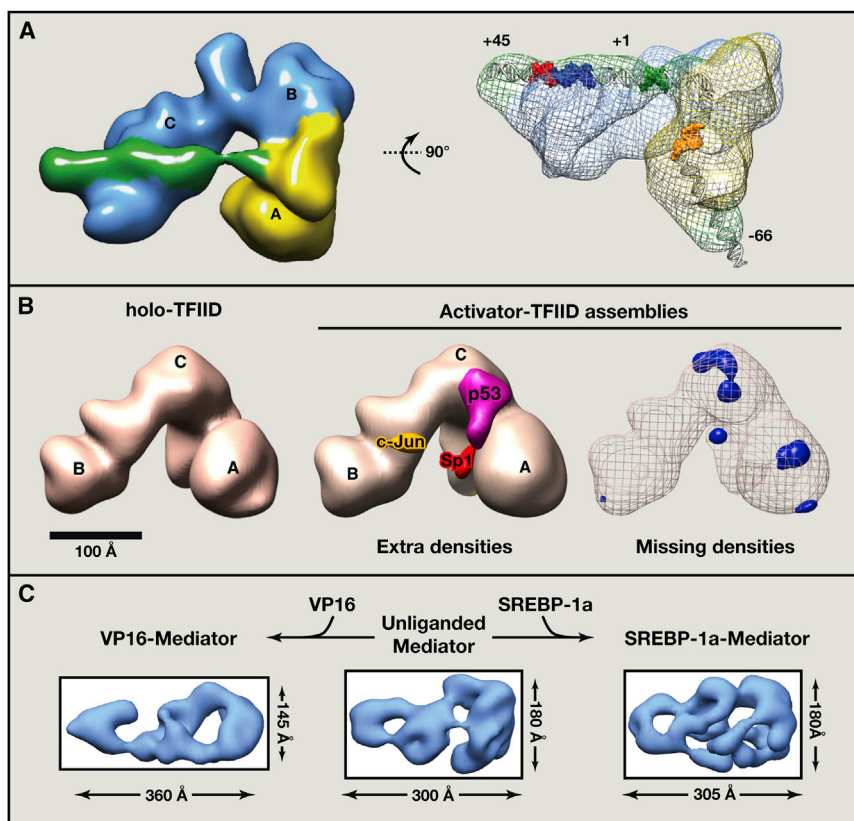 A
C
B
A
90°
+45
+1
-66
B
holo-TFIID
Activator-TFIID assemblies
C
B
A
100 Å
C
p53
c-Jun
Sp1
B
A
Extra densities
Missing densities
C
VP16
SREBP-1a
VP16-Mediator
Unliganded
Mediator
SREBP-1a-Mediator
145 Å
360 Å
180 Å
300 Å
180Å
305 Å